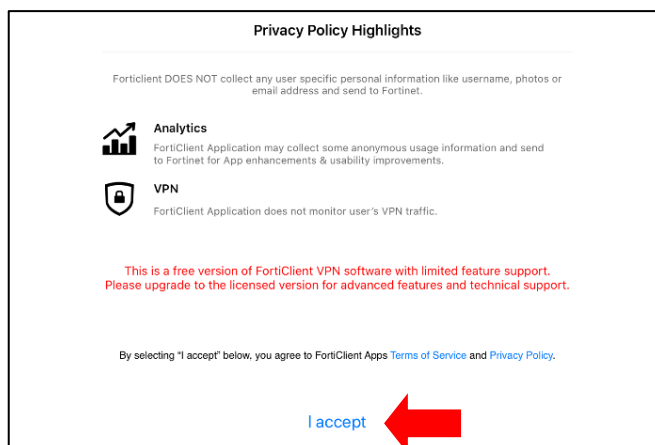 Privacy Policy Highlights
Forticlient DOES NOT collect any user specific personal information like username, photos or
email address and send to Fortinet.
Analytics
FortiClient Application may collect some anonymous usage information and send
to Fortinet for App enhancements & usability improvements.
VPN
FortiClient Application does not monitor user's VPN traffic.
This is a free version of FortiClient VPN software with limited feature support.
Please upgrade to the licensed version for advanced features and technical support.
By selecting "I accept" below, you agree to FortiClient Apps Terms of Service and Privacy Policy.
I accept